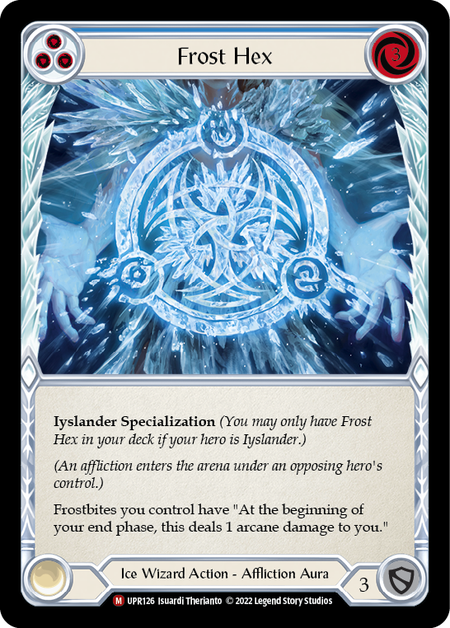 Frost Hex
3
Iyslander Specialization (You may only have Frost
Hex in your deck if your hero is Iyslander.)
(An affliction enters the arena under an opposing hero's
control.)
Frostbites you control have "At the beginning of
your end phase, this deals 1 arcane damage to you."
Ice Wizard Action - Affliction Aura
3
M UPR126 Isuardi Therianto © 2022 Legend Story Studios